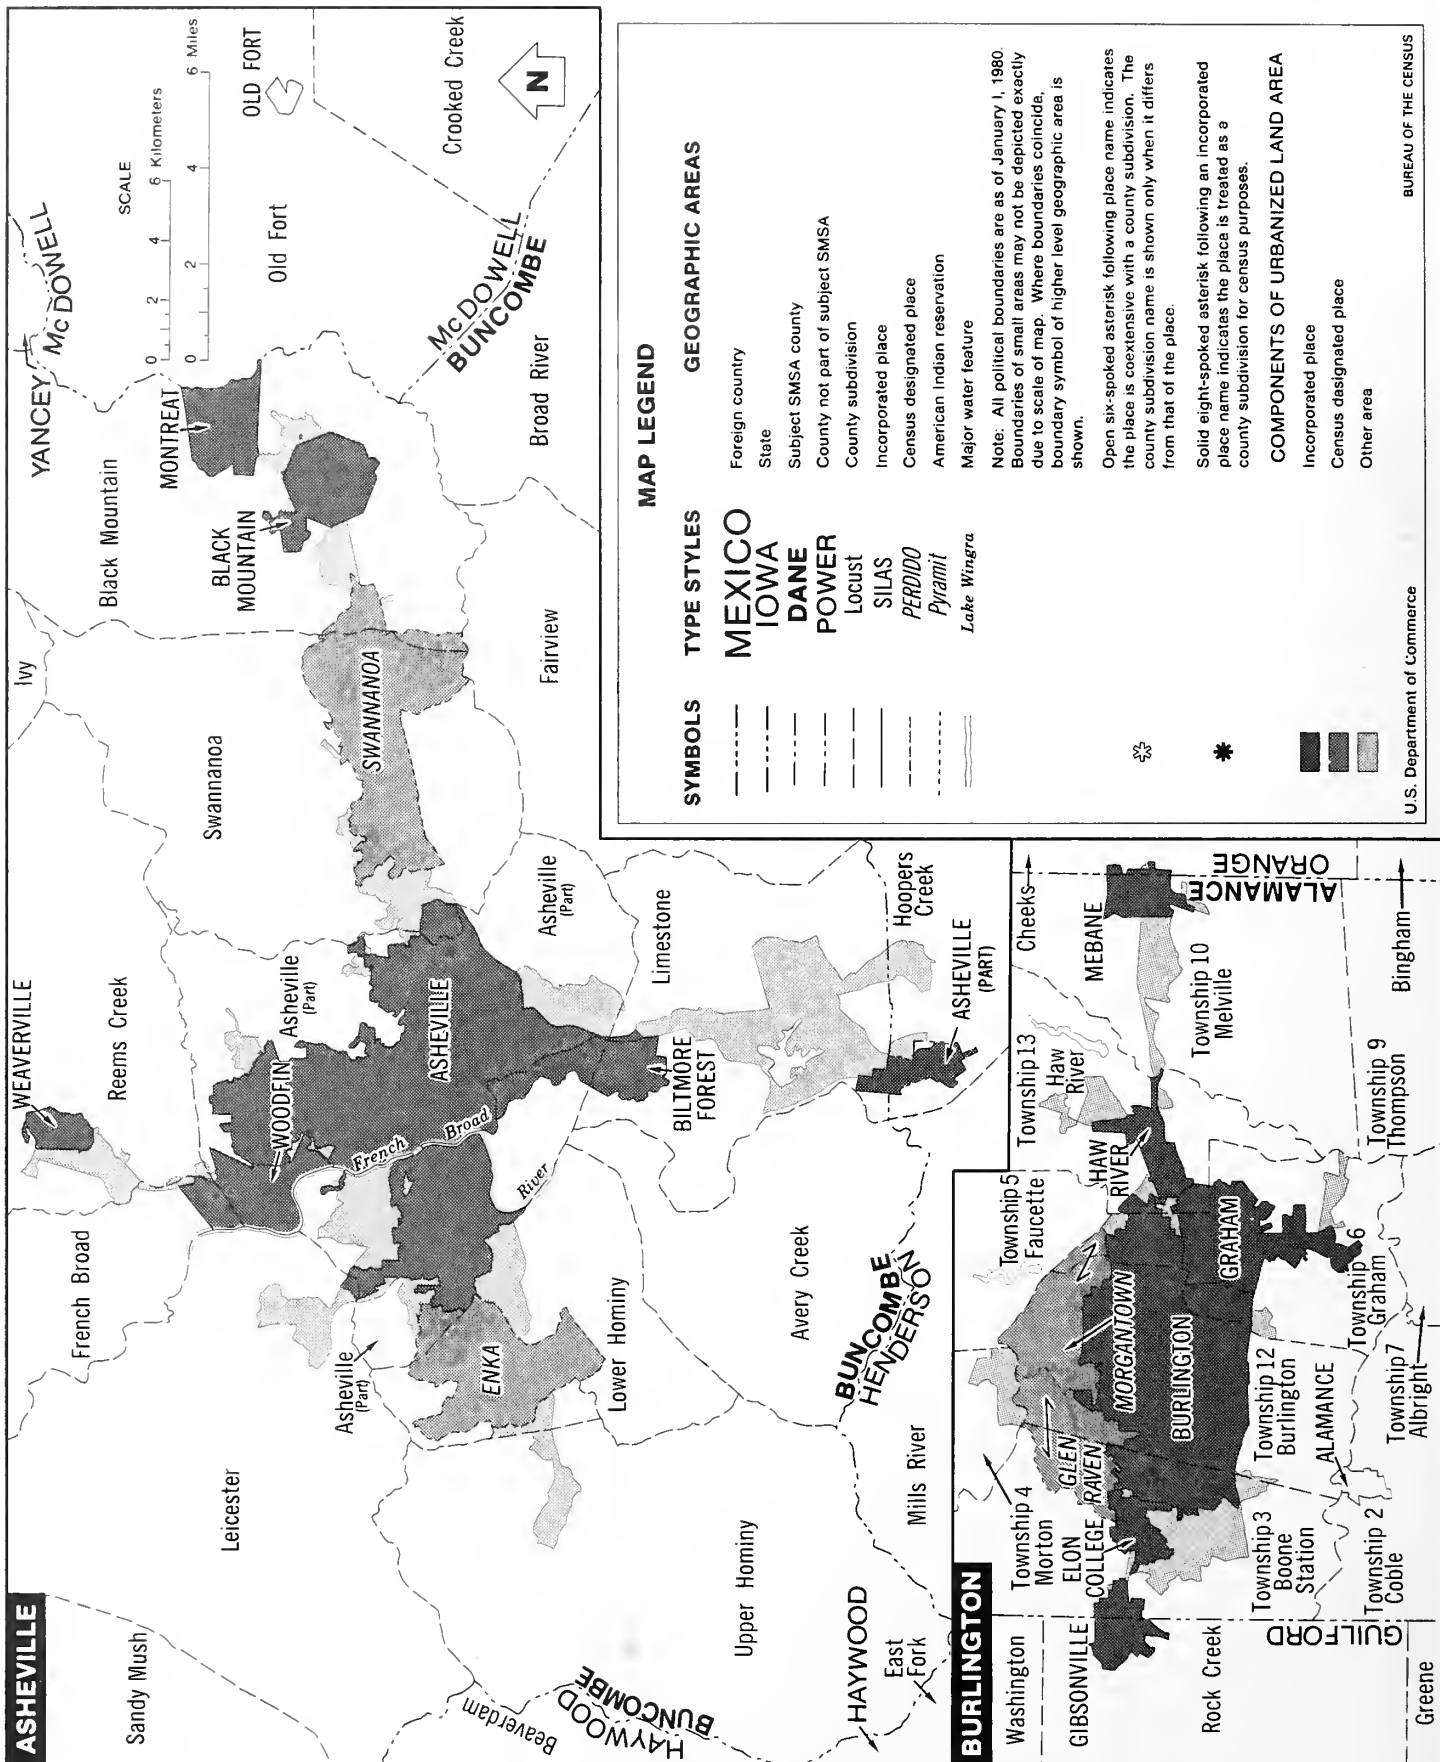 ASHEVILLE
Sandy Mush
Leicester
French Broad
WEAVERVILLE
Reems Creek
Ivy
Swannanoa
Black Mountain
YANCEY
McDOWELL
SCALE
0 2 4 6 Kilometers
0 2 4 6 Miles
MONTREAT
BLACK
MOUNTAIN
Old Fort
OLD FORT
Crooked Creek
N
McDOWELL
BUNCOMBE
Broad River
Fairview
SWANNANOA
WOODFIN
Asheville
(Part)
ASHEVILLE
French
Broad
River
Asheville
(Part)
Asheville
(Part)
ENKA
Lower Hominy
BILTMORE
FOREST
Limestone
Hoopers
Creek
ASHEVILLE
(PART)
Avery Creek
BUNCOMBE
HENDERSON
Mills River
Upper Hominy
Beaverdam
HAYWOOD
BUNCOMBE
HAYWOOD
East
Fork
BURLINGTON
Washington
GIBSONVILLE
Rock Creek
GUILFORD
Greene
Township 4
Morton
ELON
COLLEGE
GLEN
RAVEN
Township 5
Faucette
MORGANTOWN
BURLINGTON
GRAHAM
HAW
RIVER
Township 13
Haw
River
Cheeks
MEBANE
Township 10
Melville
ALAMANCE
ORANGE
Bingham
Township 9
Thompson
Township 6
Graham
Township 7
Albright
Township 12
Burlington
ALAMANCE
Township 3
Boone
Station
Township 2
Coble
MAP LEGEND
SYMBOLS TYPE STYLES GEOGRAPHIC AREAS
MEXICO Foreign country
IOWA State
DANE Subject SMSA county
POWER County not part of subject SMSA
Locust County subdivision
SILAS Incorporated place
PERDIDO Census designated place
Pyramit American Indian reservation
Lake Wingra Major water feature
Note: All political boundaries are as of January 1, 1980.
Boundaries of small areas may not be depicted exactly
due to scale of map. Where boundaries coincide,
boundary symbol of higher level geographic area is
shown.
Open six-spoked asterisk following place name indicates
the place is coextensive with a county subdivision. The
county subdivision name is shown only when it differs
from that of the place.
Solid eight-spoked asterisk following an incorporated
place name indicates the place is treated as a
county subdivision for census purposes.
COMPONENTS OF URBANIZED LAND AREA
Incorporated place
Census designated place
Other area
U.S. Department of Commerce BUREAU OF THE CENSUS